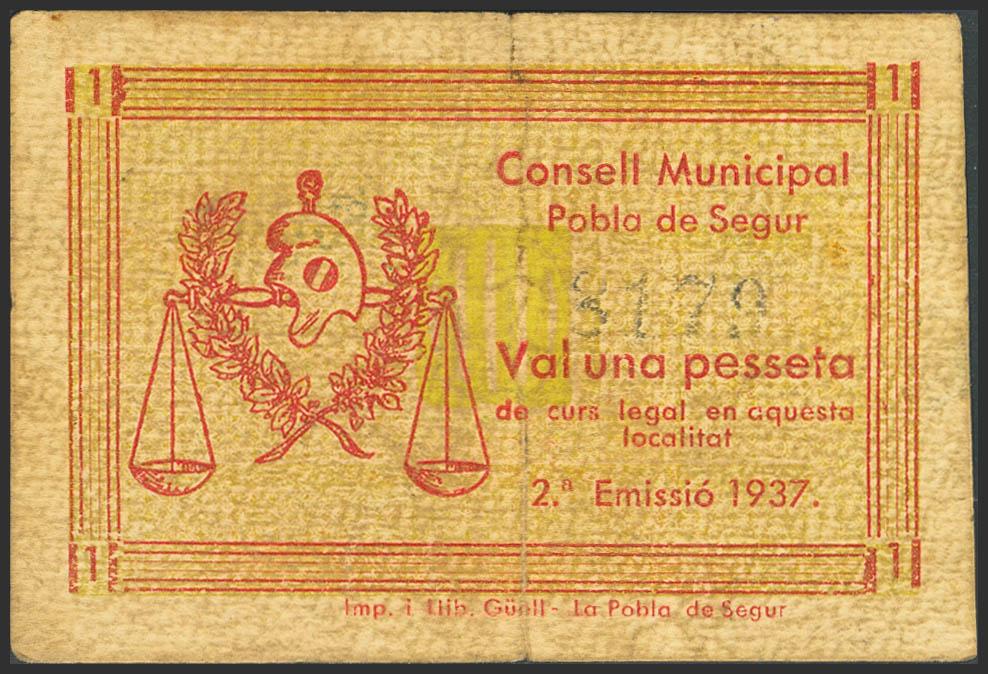 1 1
Consell Municipal
Pobla de Segur
3179
Val una pesseta
de curs legal en aquesta
localitat
2.ª Emissió 1937.
1 1
Imp. i Llib. Güell - La Pobla de Segur